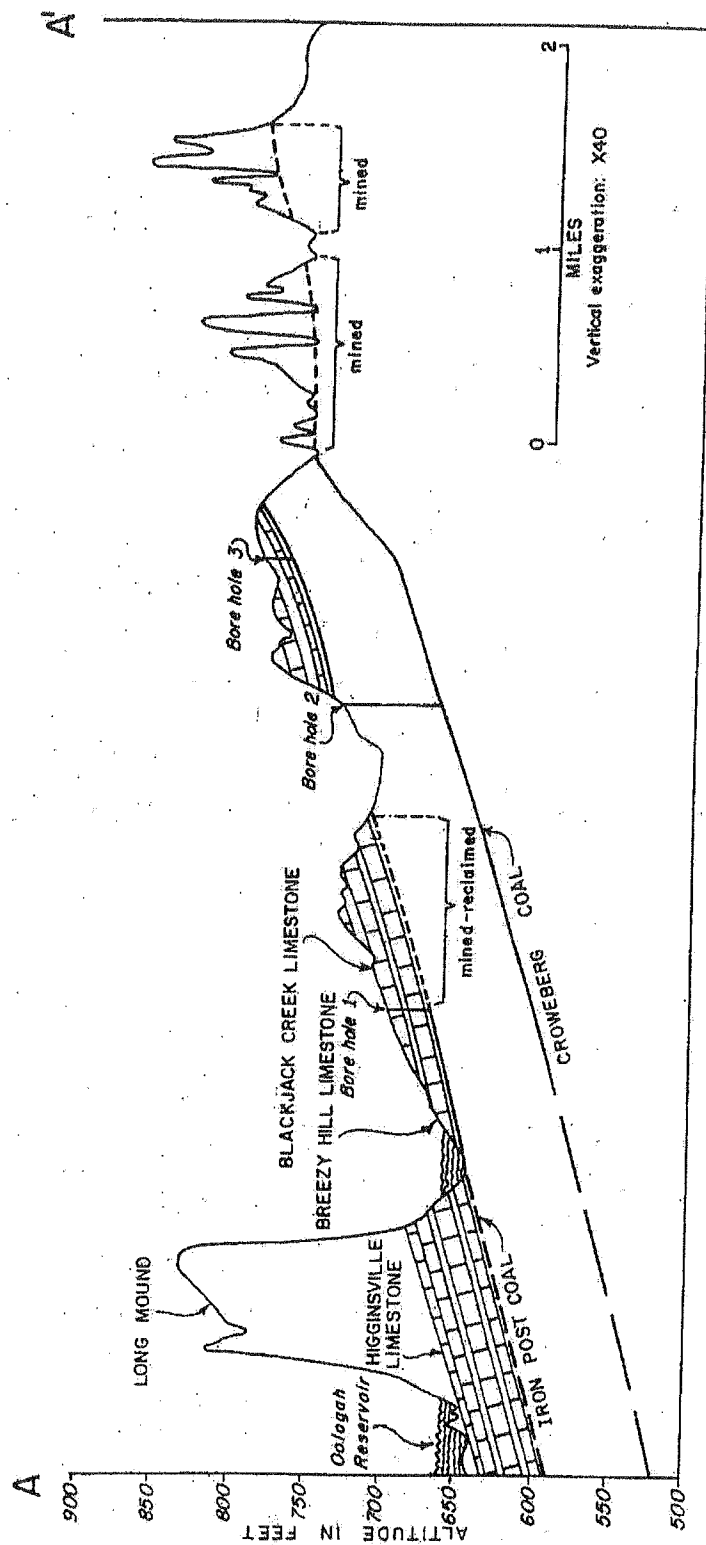 A
A'
900
850
800
750
700
650
600
550
500
ALTITUDE IN FEET
LONG MOUND
Oologah
Reservoir
HIGGINSVILLE
LIMESTONE
IRON POST COAL
BREEZY HILL LIMESTONE
BLACKJACK CREEK LIMESTONE
Bore hole 1
mined-reclaimed
CROWEBERG COAL
Bore hole 2
Bore hole 3
mined
mined
0
1
2
MILES
Vertical exaggeration: X40